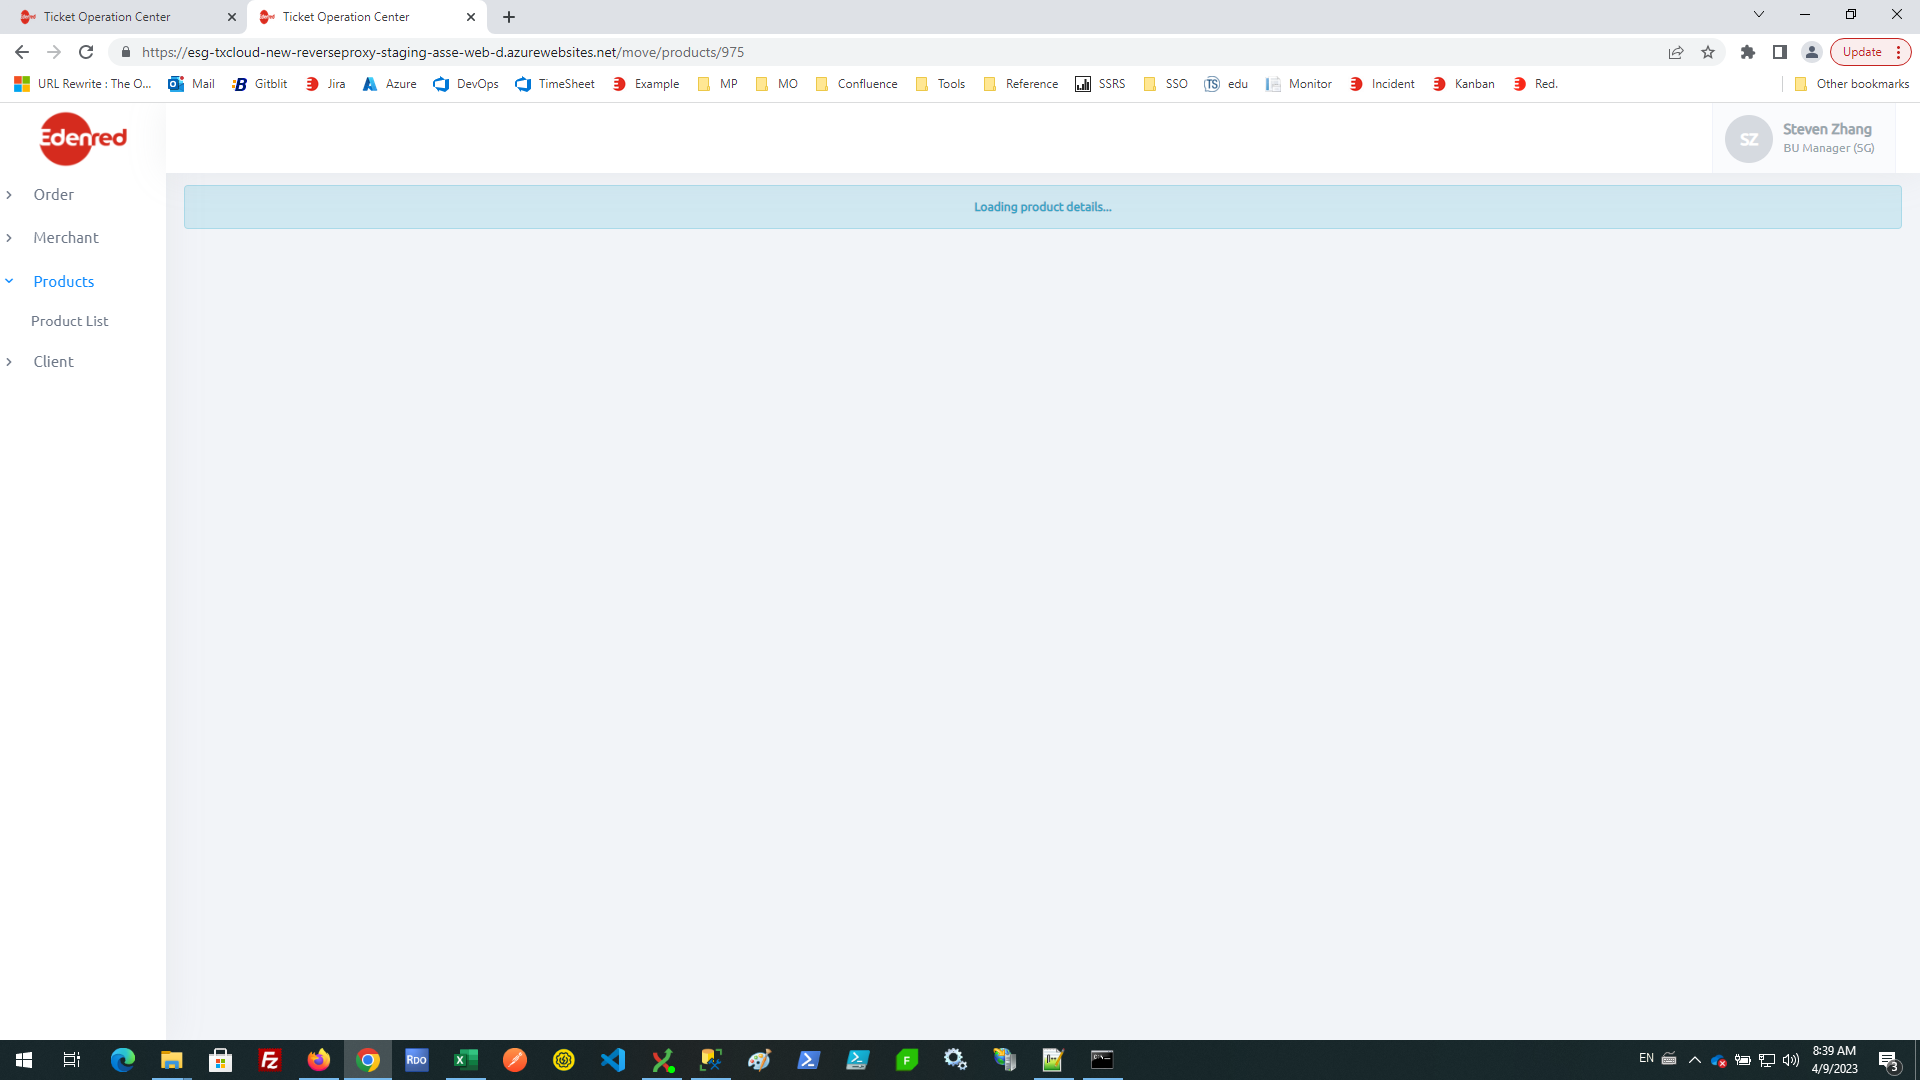 Ticket Operation Center
Ticket Operation Center
https://esg-txcloud-new-reverseproxy-staging-asse-web-d.azurewebsites.net/move/products/975
Update
URL Rewrite : The O...
Mail
Gitblit
Jira
Azure
DevOps
TimeSheet
Example
MP
MO
Confluence
Tools
Reference
SSRS
SSO
edu
Monitor
Incident
Kanban
Red.
Other bookmarks
Edenred
SZ
Steven Zhang
BU Manager (SG)
Order
Merchant
Products
Product List
Client
Loading product details...
RDO
EN
8:39 AM
4/9/2023
3